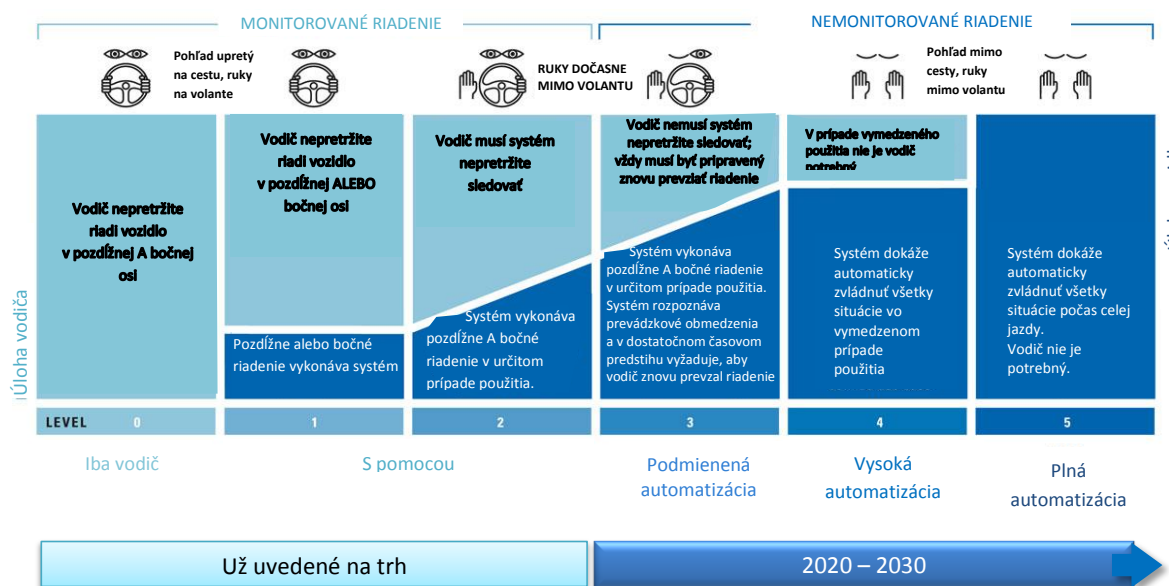 MONITOROVANÉ RIADENIE
NEMONITOROVANÉ RIADENIE
Pohľad upretý
na cestu, ruky
na volante
RUKY DOČASNE
MIMO VOLANTU
Pohľad mimo
cesty, ruky
mimo volantu
Vodič nepretržite
riadi vozidlo
v pozdĺžnej A bočnej
osi
Vodič nepretržite
riadi vozidlo
v pozdĺžnej ALEBO
bočnej osi
Pozdĺžne alebo bočné
riadenie vykonáva systém
Vodič musí systém
nepretržite
sledovať
Systém vykonáva
pozdĺžne A bočné
riadenie v určitom
prípade použitia.
Vodič nemusí systém
nepretržite sledovať;
vždy musí byť pripravený
znovu prevziať riadenie
Systém vykonáva
pozdĺžne A bočné riadenie
v určitom prípade použitia.
Systém rozpoznáva
prevádzkové obmedzenia
a v dostatočnom časovom
predstihu vyžaduje, aby
vodič znovu prevzal riadenie
V prípade vymedzeného
použitia nie je vodič
potrebný
Systém dokáže
automaticky
zvládnuť všetky
situácie vo
vymedzenom
prípade
použitia
Systém dokáže
automaticky
zvládnuť všetky
situácie počas celej
jazdy.
Vodič nie je
potrebný.
Úloha vodiča
LEVEL 0 1 2 3 4 5
Iba vodič
S pomocou
Podmienená
automatizácia
Vysoká
automatizácia
Plná
automatizácia
Už uvedené na trh
2020 – 2030